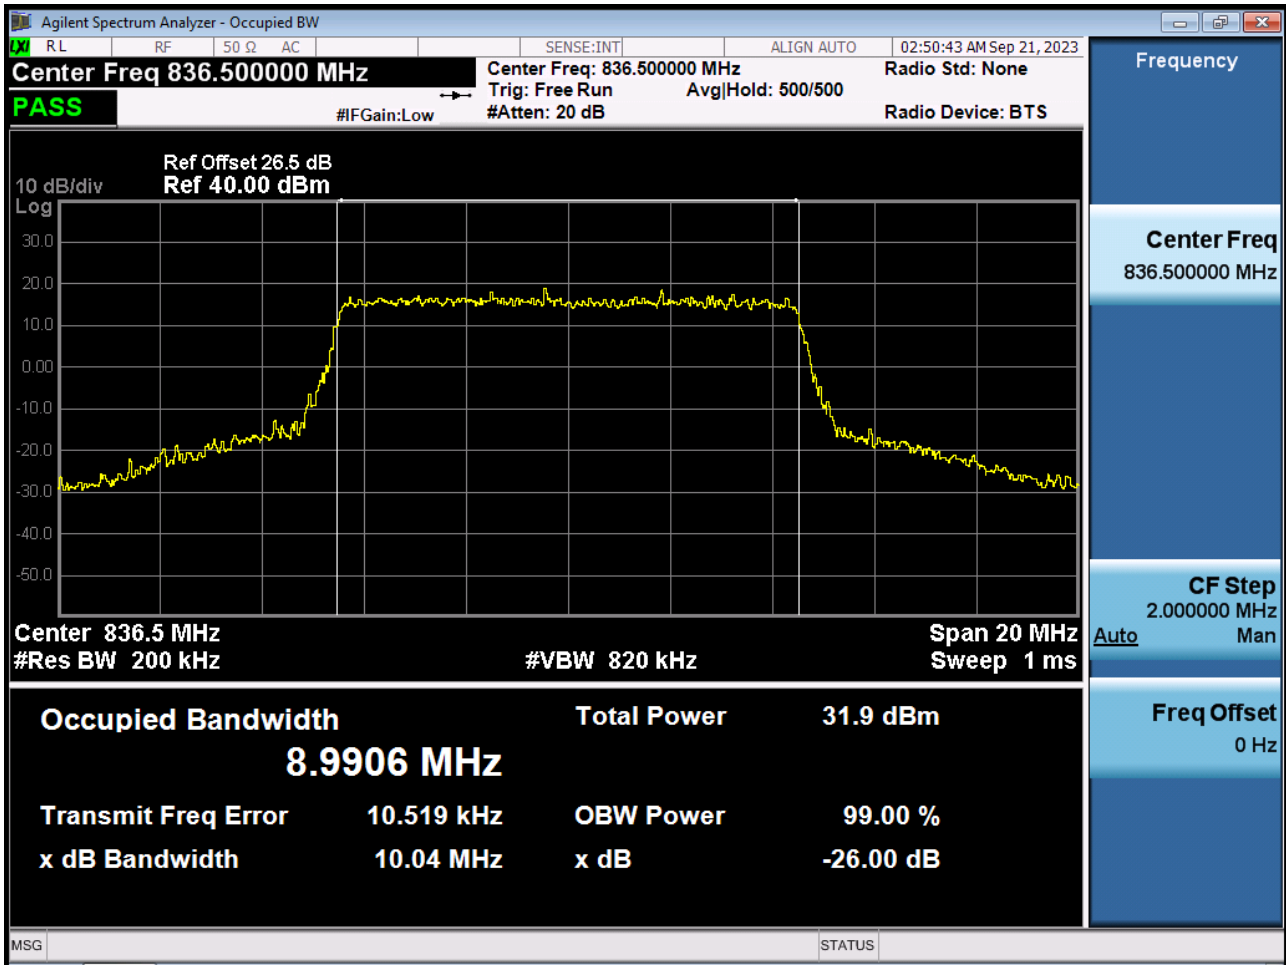 Agilent Spectrum Analyzer - Occupied BW
LXI RL RF 50 Ω AC SENSE:INT ALIGN AUTO 02:50:43 AM Sep 21, 2023
Center Freq 836.500000 MHz
Center Freq: 836.500000 MHz
Radio Std: None
Trig: Free Run Avg|Hold: 500/500
PASS
#IFGain:Low
#Atten: 20 dB
Radio Device: BTS
Ref Offset 26.5 dB
10 dB/div Ref 40.00 dBm
Log
30.0
20.0
10.0
0.00
-10.0
-20.0
-30.0
-40.0
-50.0
Center 836.5 MHz Span 20 MHz
#Res BW 200 kHz #VBW 820 kHz Sweep 1 ms
Occupied Bandwidth Total Power 31.9 dBm
8.9906 MHz
Transmit Freq Error 10.519 kHz OBW Power 99.00 %
x dB Bandwidth 10.04 MHz x dB -26.00 dB
MSG STATUS
Frequency
Center Freq
836.500000 MHz
CF Step
2.000000 MHz
Auto Man
Freq Offset
0 Hz